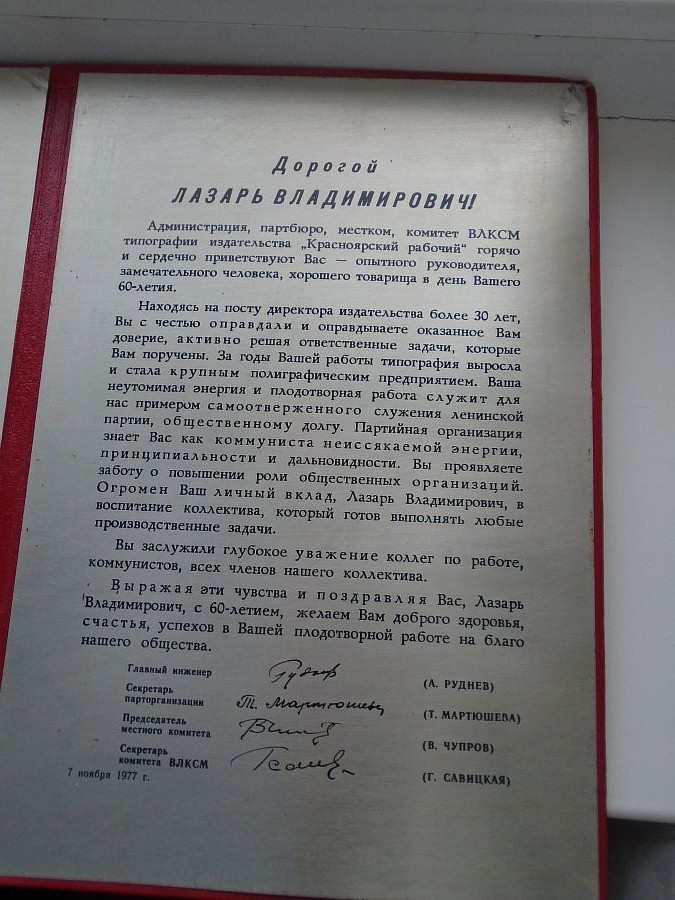 Дорогой
ЛАЗАРЬ ВЛАДИМИРОВИЧ!
Администрация, партбюро, местком, комитет ВЛКСМ
типографии издательства „Красноярский рабочий“ горячо
и сердечно приветствуют Вас — опытного руководителя,
замечательного человека, хорошего товарища в день Вашего
60-летия.
Находясь на посту директора издательства более 30 лет,
Вы с честью оправдали и оправдываете оказанное Вам
доверие, активно решая ответственные задачи, которые
Вам поручены. За годы Вашей работы типография выросла
и стала крупным полиграфическим предприятием. Ваша
неутомимая энергия и плодотворная работа служит для
нас примером самоотверженного служения ленинской
партии, общественному долгу. Партийная организация
знает Вас как коммуниста неиссякаемой энергии,
принципиальности и дальновидности. Вы проявляете
заботу о повышении роли общественных организаций.
Огромен Ваш личный вклад, Лазарь Владимирович, в
воспитание коллектива, который готов выполнять любые
производственные задачи.
Вы заслужили глубокое уважение коллег по работе,
коммунистов, всех членов нашего коллектива.
Выражая эти чувства и поздравляя Вас, Лазарь
Владимирович, с 60-летием, желаем Вам доброго здоровья,
счастья, успехов в Вашей плодотворной работе на благо
нашего общества.
Главный инженер (А. РУДНЕВ)
Секретарь
парторганизации Т. Мартюшева (Т. МАРТЮШЕВА)
Председатель
местного комитета (В. ЧУПРОВ)
Секретарь
комитета ВЛКСМ (Г. САВИЦКАЯ)
7 ноября 1977 г.